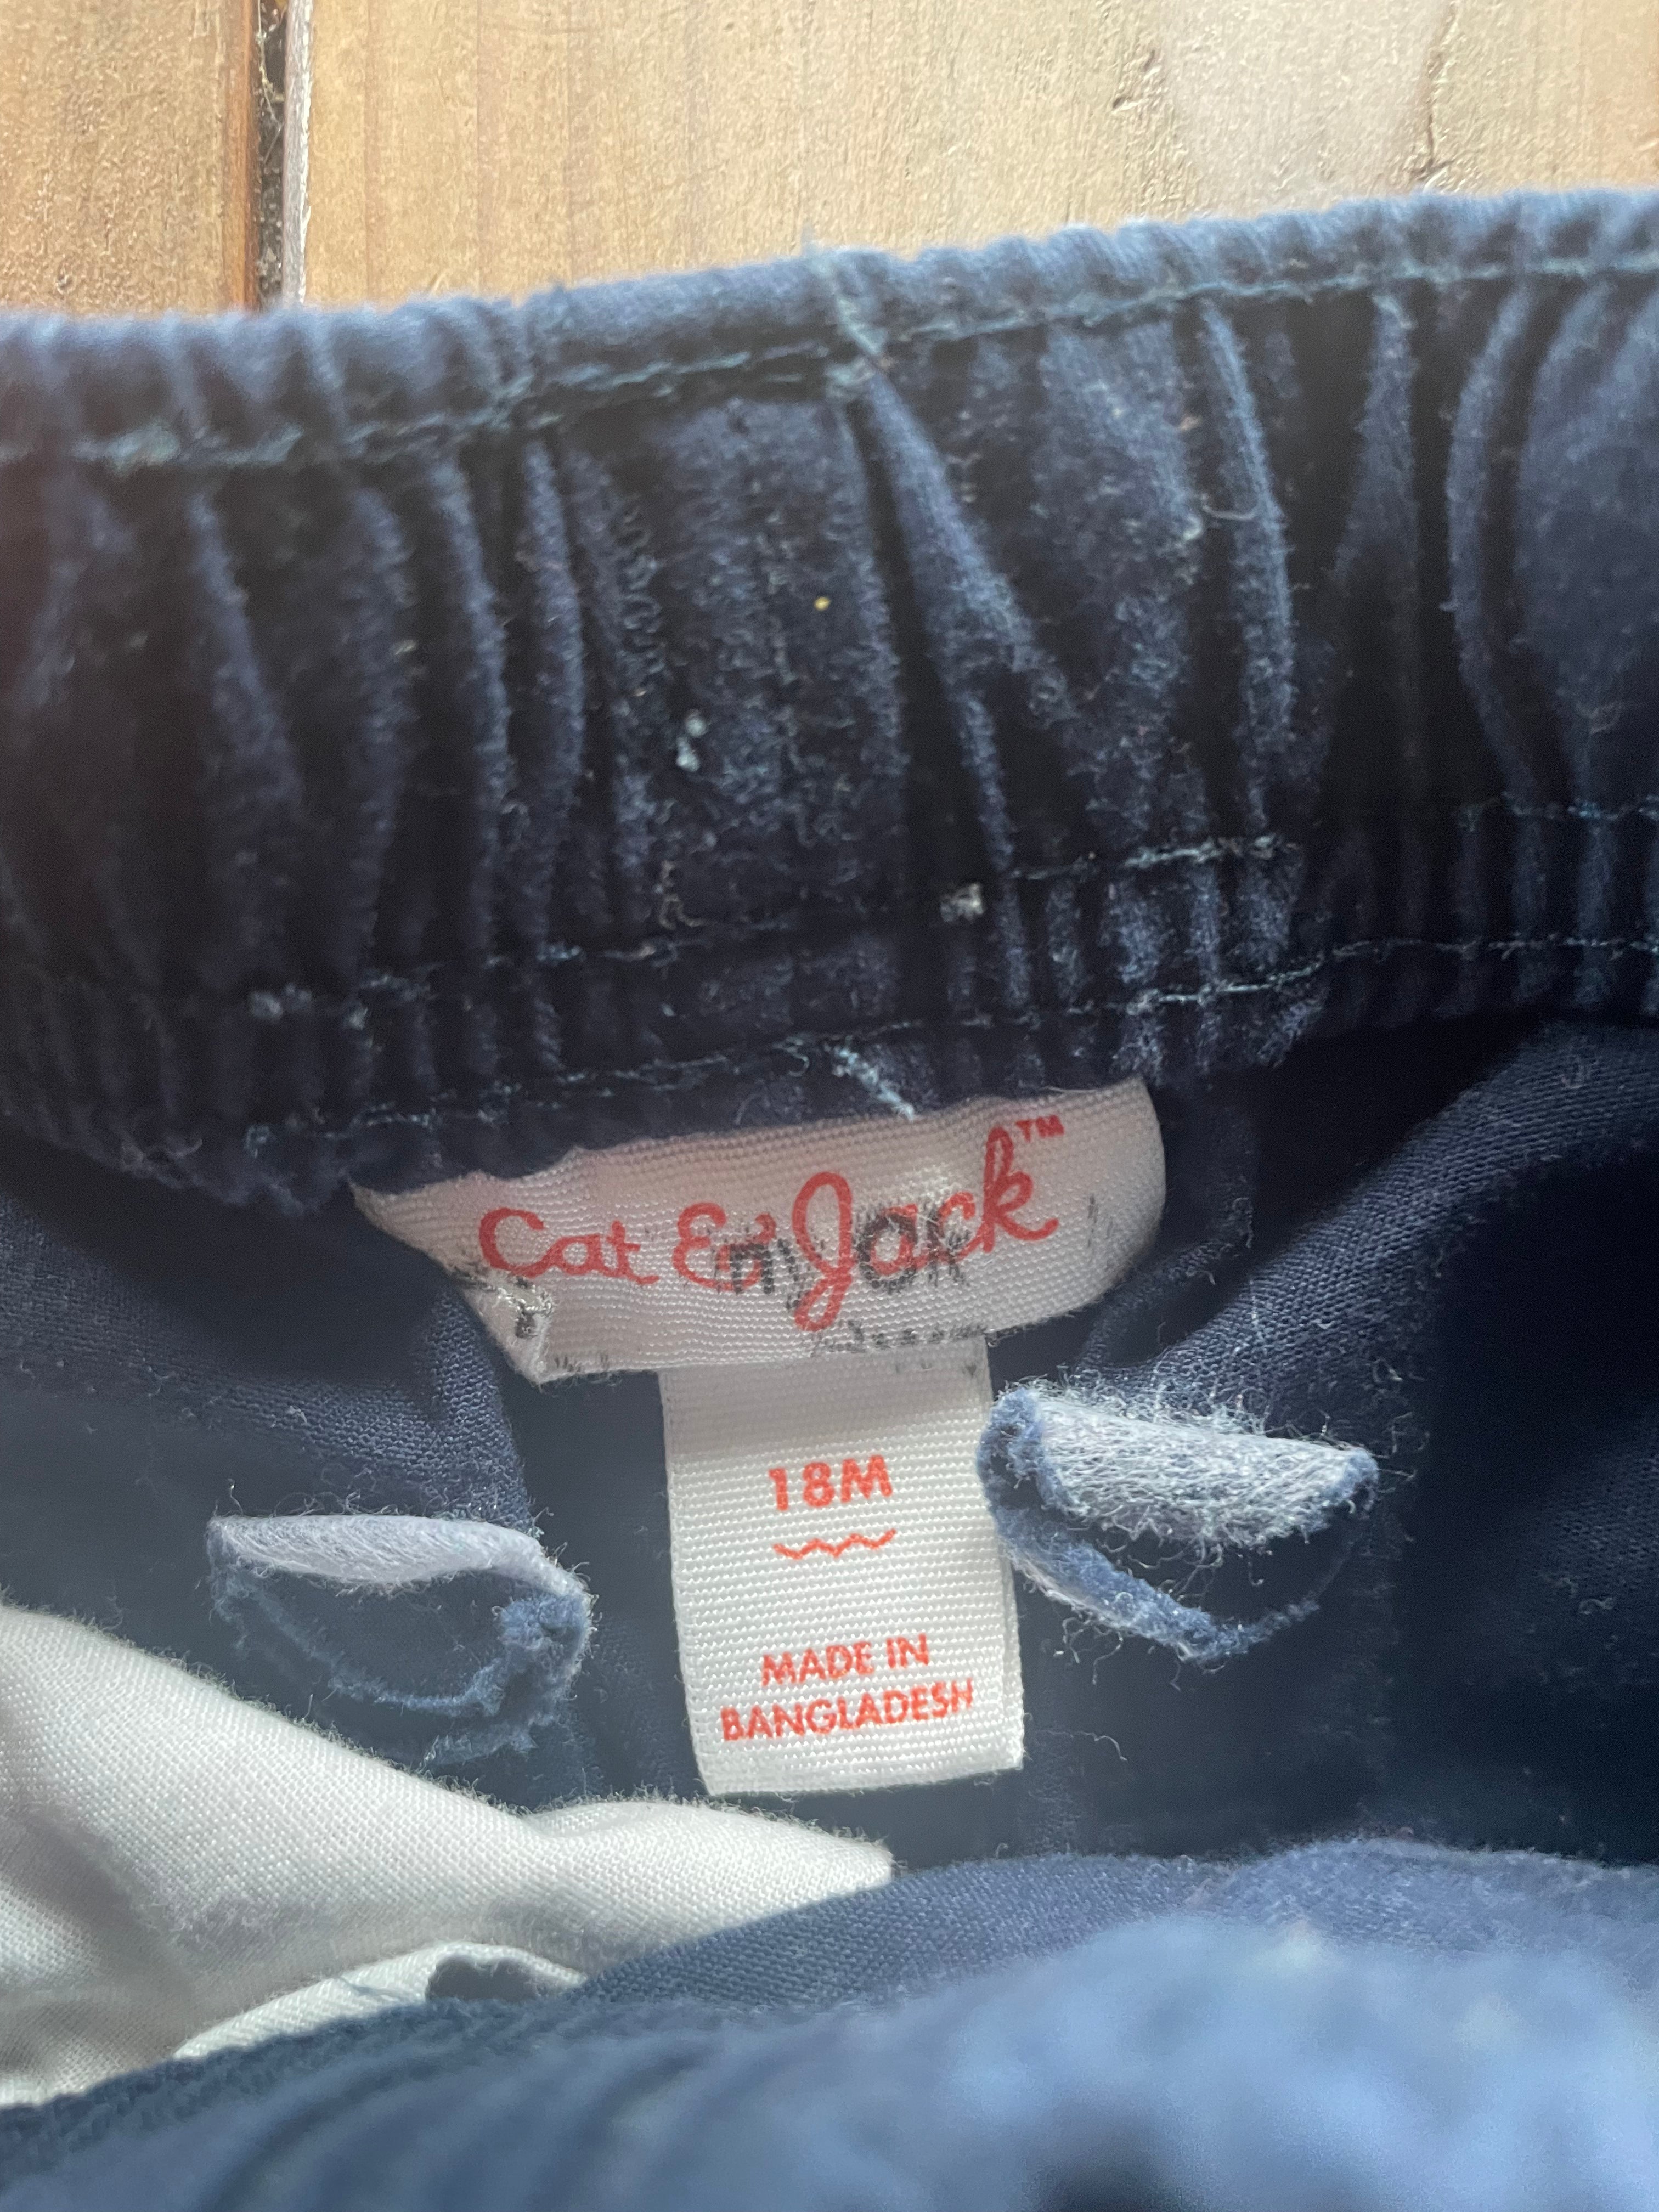 Cat & Jack™
18M
MADE IN
BANGLADESH